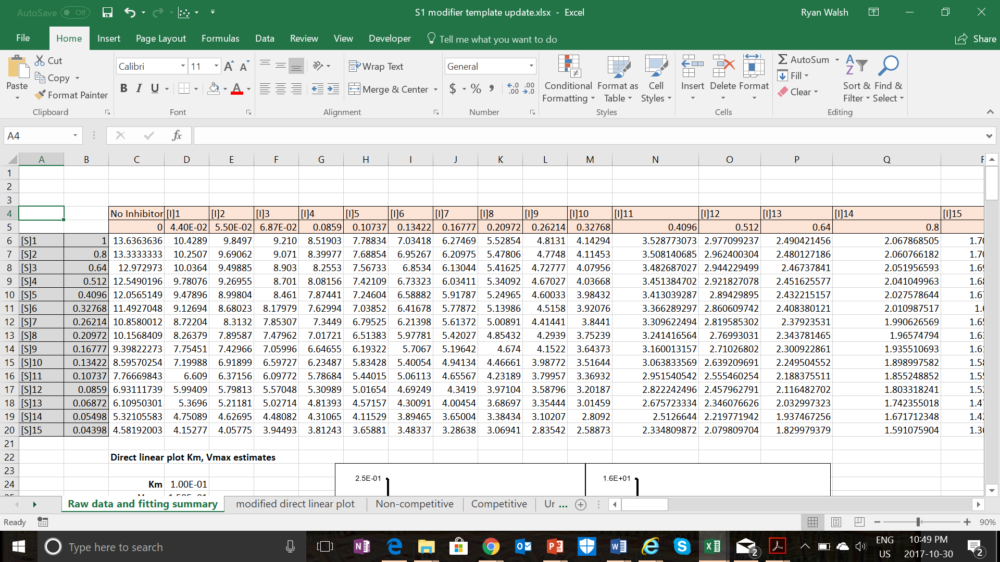 AutoSave Off S1 modifier template update.xlsx - Excel Ryan Walsh
File Home Insert Page Layout Formulas Data Review View Developer Tell me what you want to do Share
Paste Cut Copy Format Painter Clipboard
Calibri 11 A A B I U A Font
Wrap Text Merge & Center Alignment
General $ % , .0 .00 .00 .0 Number
Conditional Formatting Format as Table Cell Styles Styles
Insert Delete Format Cells
AutoSum Fill Clear Sort & Filter Find & Select Editing
A4 fx
A B C D E F G H I J K L M N O P Q
1
2
3
4 No Inhibitor [I]1 [I]2 [I]3 [I]4 [I]5 [I]6 [I]7 [I]8 [I]9 [I]10 [I]11 [I]12 [I]13 [I]14 [I]15
5 0 4.40E-02 5.50E-02 6.87E-02 0.0859 0.10737 0.13422 0.16777 0.20972 0.26214 0.32768 0.4096 0.512 0.64 0.8
6 [S]1 1 13.6363636 10.4289 9.8497 9.210 8.51903 7.78834 7.03418 6.27469 5.52854 4.8131 4.14294 3.528773073 2.977099237 2.490421456 2.067868505
7 [S]2 0.8 13.3333333 10.2507 9.69062 9.071 8.39977 7.68854 6.95267 6.20975 5.47806 4.7748 4.11453 3.508140685 2.962400304 2.480127186 2.060766182
8 [S]3 0.64 12.972973 10.0364 9.49885 8.903 8.2553 7.56733 6.8534 6.13044 5.41625 4.72777 4.07956 3.482687027 2.944229499 2.46737841 2.051956593
9 [S]4 0.512 12.5490196 9.78076 9.26955 8.701 8.08156 7.42109 6.73323 6.03411 5.34092 4.67027 4.03668 3.451384702 2.921827078 2.451625577 2.041049963
10 [S]5 0.4096 12.0565149 9.47896 8.99804 8.461 7.87441 7.24604 6.58882 5.91787 5.24965 4.60033 3.98432 3.413039287 2.89429895 2.432215157 2.027578644
11 [S]6 0.32768 11.4927048 9.12694 8.68023 8.17979 7.62994 7.03852 6.41678 5.77872 5.13986 4.5158 3.92076 3.366289297 2.860609742 2.408380121 2.010987517
12 [S]7 0.26214 10.8580012 8.72204 8.3132 7.85307 7.3449 6.79525 6.21398 5.61372 5.00891 4.41441 3.8441 3.309622494 2.819585302 2.37923531 1.990626569
13 [S]8 0.20972 10.1568409 8.26379 7.89587 7.47962 7.01721 6.51383 5.97781 5.42027 4.85432 4.2939 3.75239 3.241416564 2.76993031 2.343781465 1.96574794
14 [S]9 0.16777 9.39822273 7.75451 7.42966 7.05996 6.64655 6.19322 5.7067 5.19642 4.674 4.1522 3.64373 3.160013157 2.71026802 2.300922861 1.935510693
15 [S]10 0.13422 8.59570254 7.19988 6.91899 6.59727 6.23487 5.83428 5.40054 4.94134 4.46661 3.98772 3.51644 3.063833569 2.639209691 2.249504552 1.898997582
16 [S]11 0.10737 7.76669843 6.609 6.37156 6.09772 5.78684 5.44015 5.06113 4.65567 4.23189 3.79957 3.36932 2.951540542 2.555460254 2.188375511 1.855248852
17 [S]12 0.0859 6.93111739 5.99409 5.79813 5.57048 5.30989 5.01654 4.69249 4.3419 3.97104 3.58796 3.20187 2.822242496 2.457962791 2.116482702 1.803318241
18 [S]13 0.06872 6.10950301 5.3696 5.21181 5.02714 4.81393 4.57157 4.30091 4.00454 3.68697 3.35444 3.01459 2.675723334 2.346076626 2.032997323 1.742355018
19 [S]14 0.05498 5.32105583 4.75089 4.62695 4.48082 4.31065 4.11529 3.89465 3.65004 3.38434 3.10207 2.8092 2.5126644 2.219771942 1.937467256 1.671712348
20 [S]15 0.04398 4.58192003 4.15277 4.05775 3.94493 3.81243 3.65881 3.48337 3.28638 3.06941 2.83542 2.58873 2.334809872 2.079809704 1.829979379 1.591075904
21
22 Direct linear plot Km, Vmax estimates
23 2.5E-01 1.6E+01
24 Km 1.00E-01
Raw data and fitting summary modified direct linear plot Non-competitive Competitive Ur ...
Ready 90%
Type here to search ENG US 10:49 PM 2017-10-30 2 2